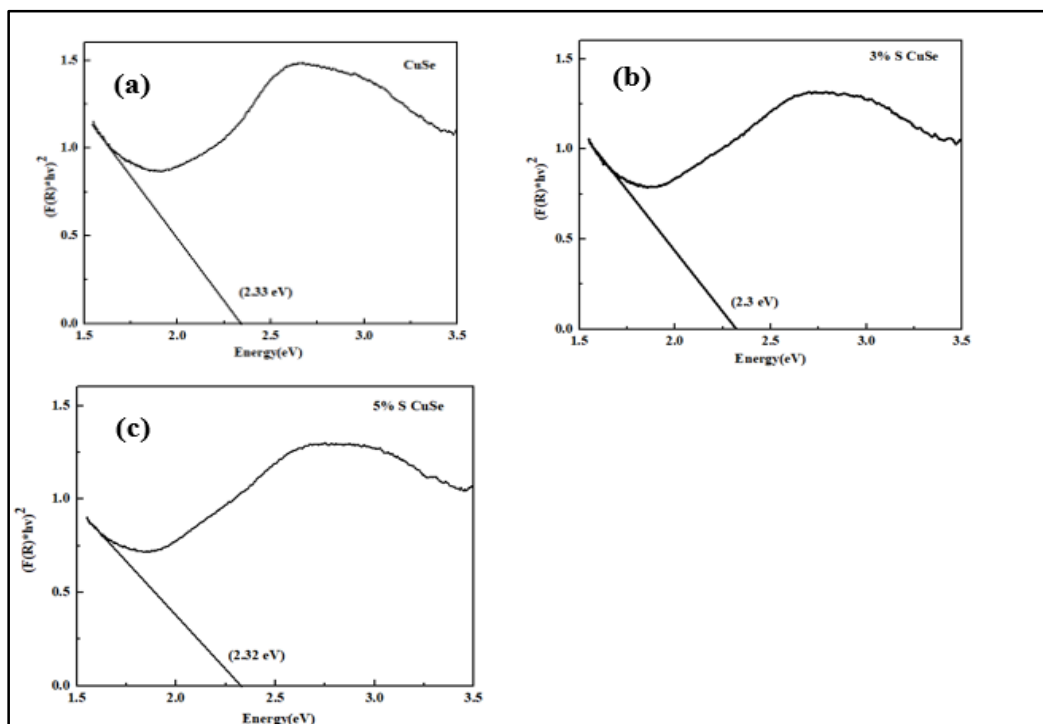 (a)
CuSe
(F(R)*hv)²
1.5
1.0
0.5
0.0
(2.33 eV)
1.5 2.0 2.5 3.0 3.5
Energy(eV)
(b)
3% S CuSe
(F(R)*hv)²
1.5
1.0
0.5
0.0
(2.3 eV)
1.5 2.0 2.5 3.0 3.5
Energy(eV)
(c)
5% S CuSe
(F(R)*hv)²
1.5
1.0
0.5
0.0
(2.32 eV)
1.5 2.0 2.5 3.0 3.5
Energy(eV)